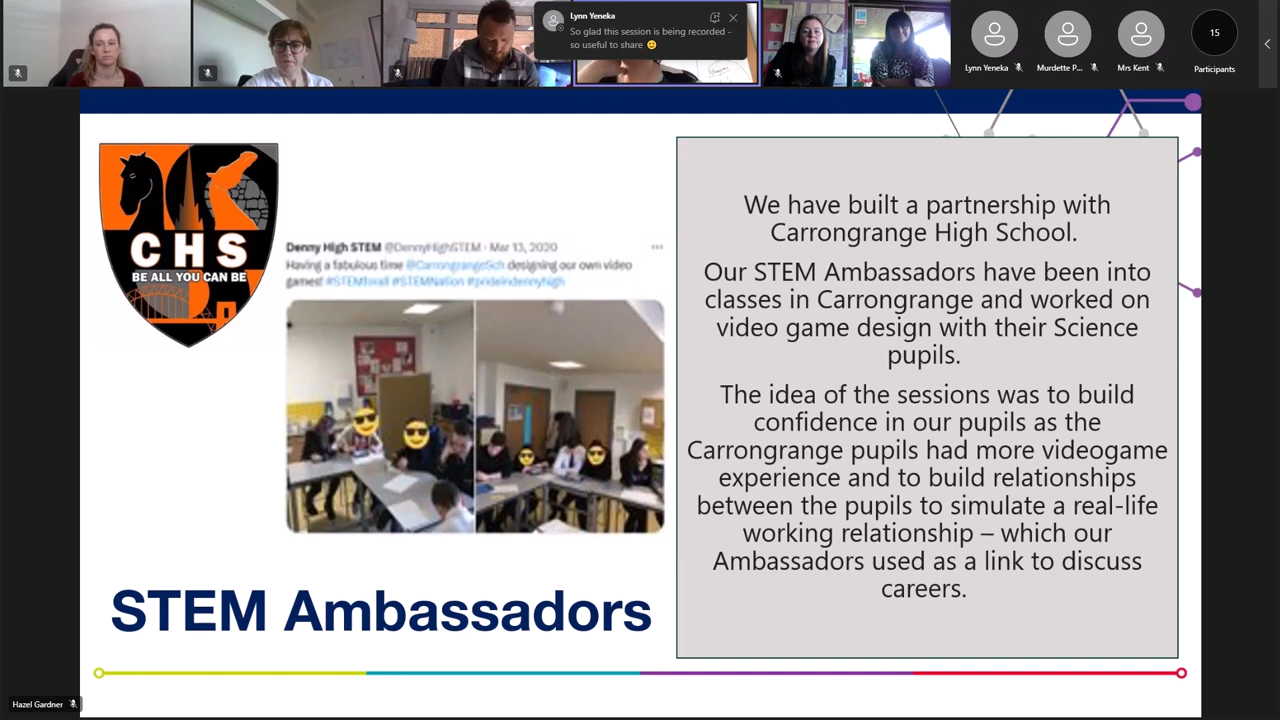 Lynn Yeneka
So glad this session is being recorded -
so useful to share 🙂
Lynn Yeneka
Murdette P...
Mrs Kent
15
Participants
CHS
BE ALL YOU CAN BE
Denny High STEM @DennyHighSTEM · Mar 13, 2020
Having a fabulous time @CarrongrangeSch designing our own video
games! #STEMforall #STEMNation #prideindennyhigh
STEM Ambassadors
We have built a partnership with
Carrongrange High School.
Our STEM Ambassadors have been into
classes in Carrongrange and worked on
video game design with their Science
pupils.
The idea of the sessions was to build
confidence in our pupils as the
Carrongrange pupils had more videogame
experience and to build relationships
between the pupils to simulate a real-life
working relationship – which our
Ambassadors used as a link to discuss
careers.
Hazel Gardner